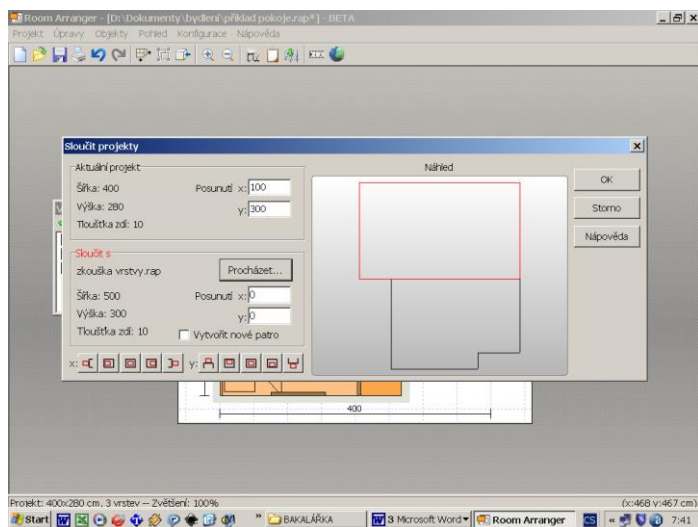 Room Arranger - [D:\Dokumenty\bydlení\příklad pokoje.rap*] - BETA
Projekt Úpravy Objekty Pohled Konfigurace Nápověda
Sloučit projekty
Aktuální projekt
Šířka: 400
Posunutí x: 100
Výška: 280
y: 300
Tloušťka zdí: 10
Sloučit s
zkouška vrstvy.rap
Procházet...
Šířka: 500
Posunutí x: 0
Výška: 300
y: 0
Tloušťka zdí: 10
Vytvořit nové patro
x:
y:
Náhled
OK
Storno
Nápověda
400
Projekt: 400x280 cm, 3 vrstev -- Zvětšení: 100%
(x:468 y:467 cm)
Start
BAKALÁŘKA
3 Microsoft Word
Room Arranger
CS
7:41